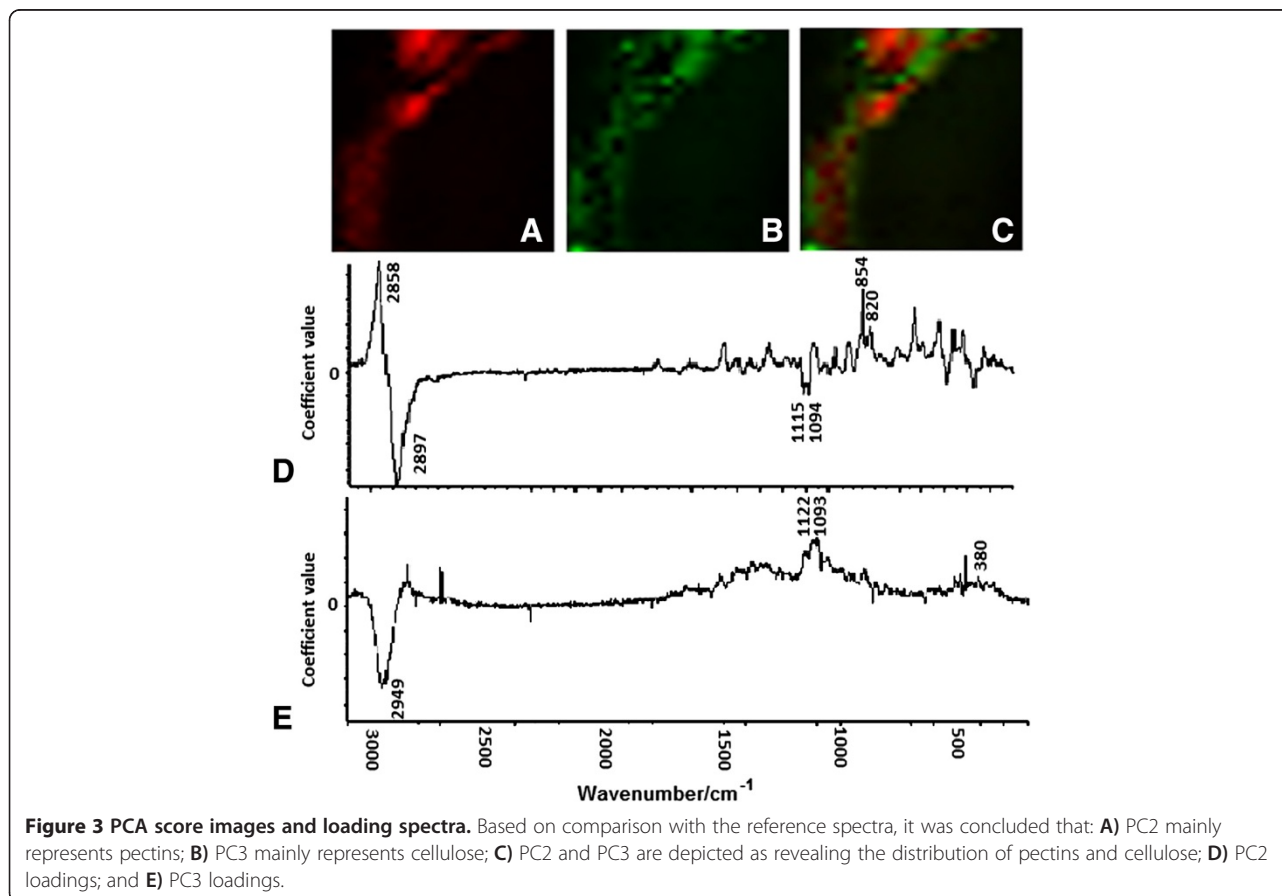 A
B
C
Coefficient value
0
2858
2897
1115
1094
854
820
D
Coefficient value
0
2949
1122
1093
380
E
3000
2500
2000
1500
1000
500
Wavenumber/cm-1
Figure 3 PCA score images and loading spectra. Based on comparison with the reference spectra, it was concluded that: A) PC2 mainly
represents pectins; B) PC3 mainly represents cellulose; C) PC2 and PC3 are depicted as revealing the distribution of pectins and cellulose; D) PC2
loadings; and E) PC3 loadings.